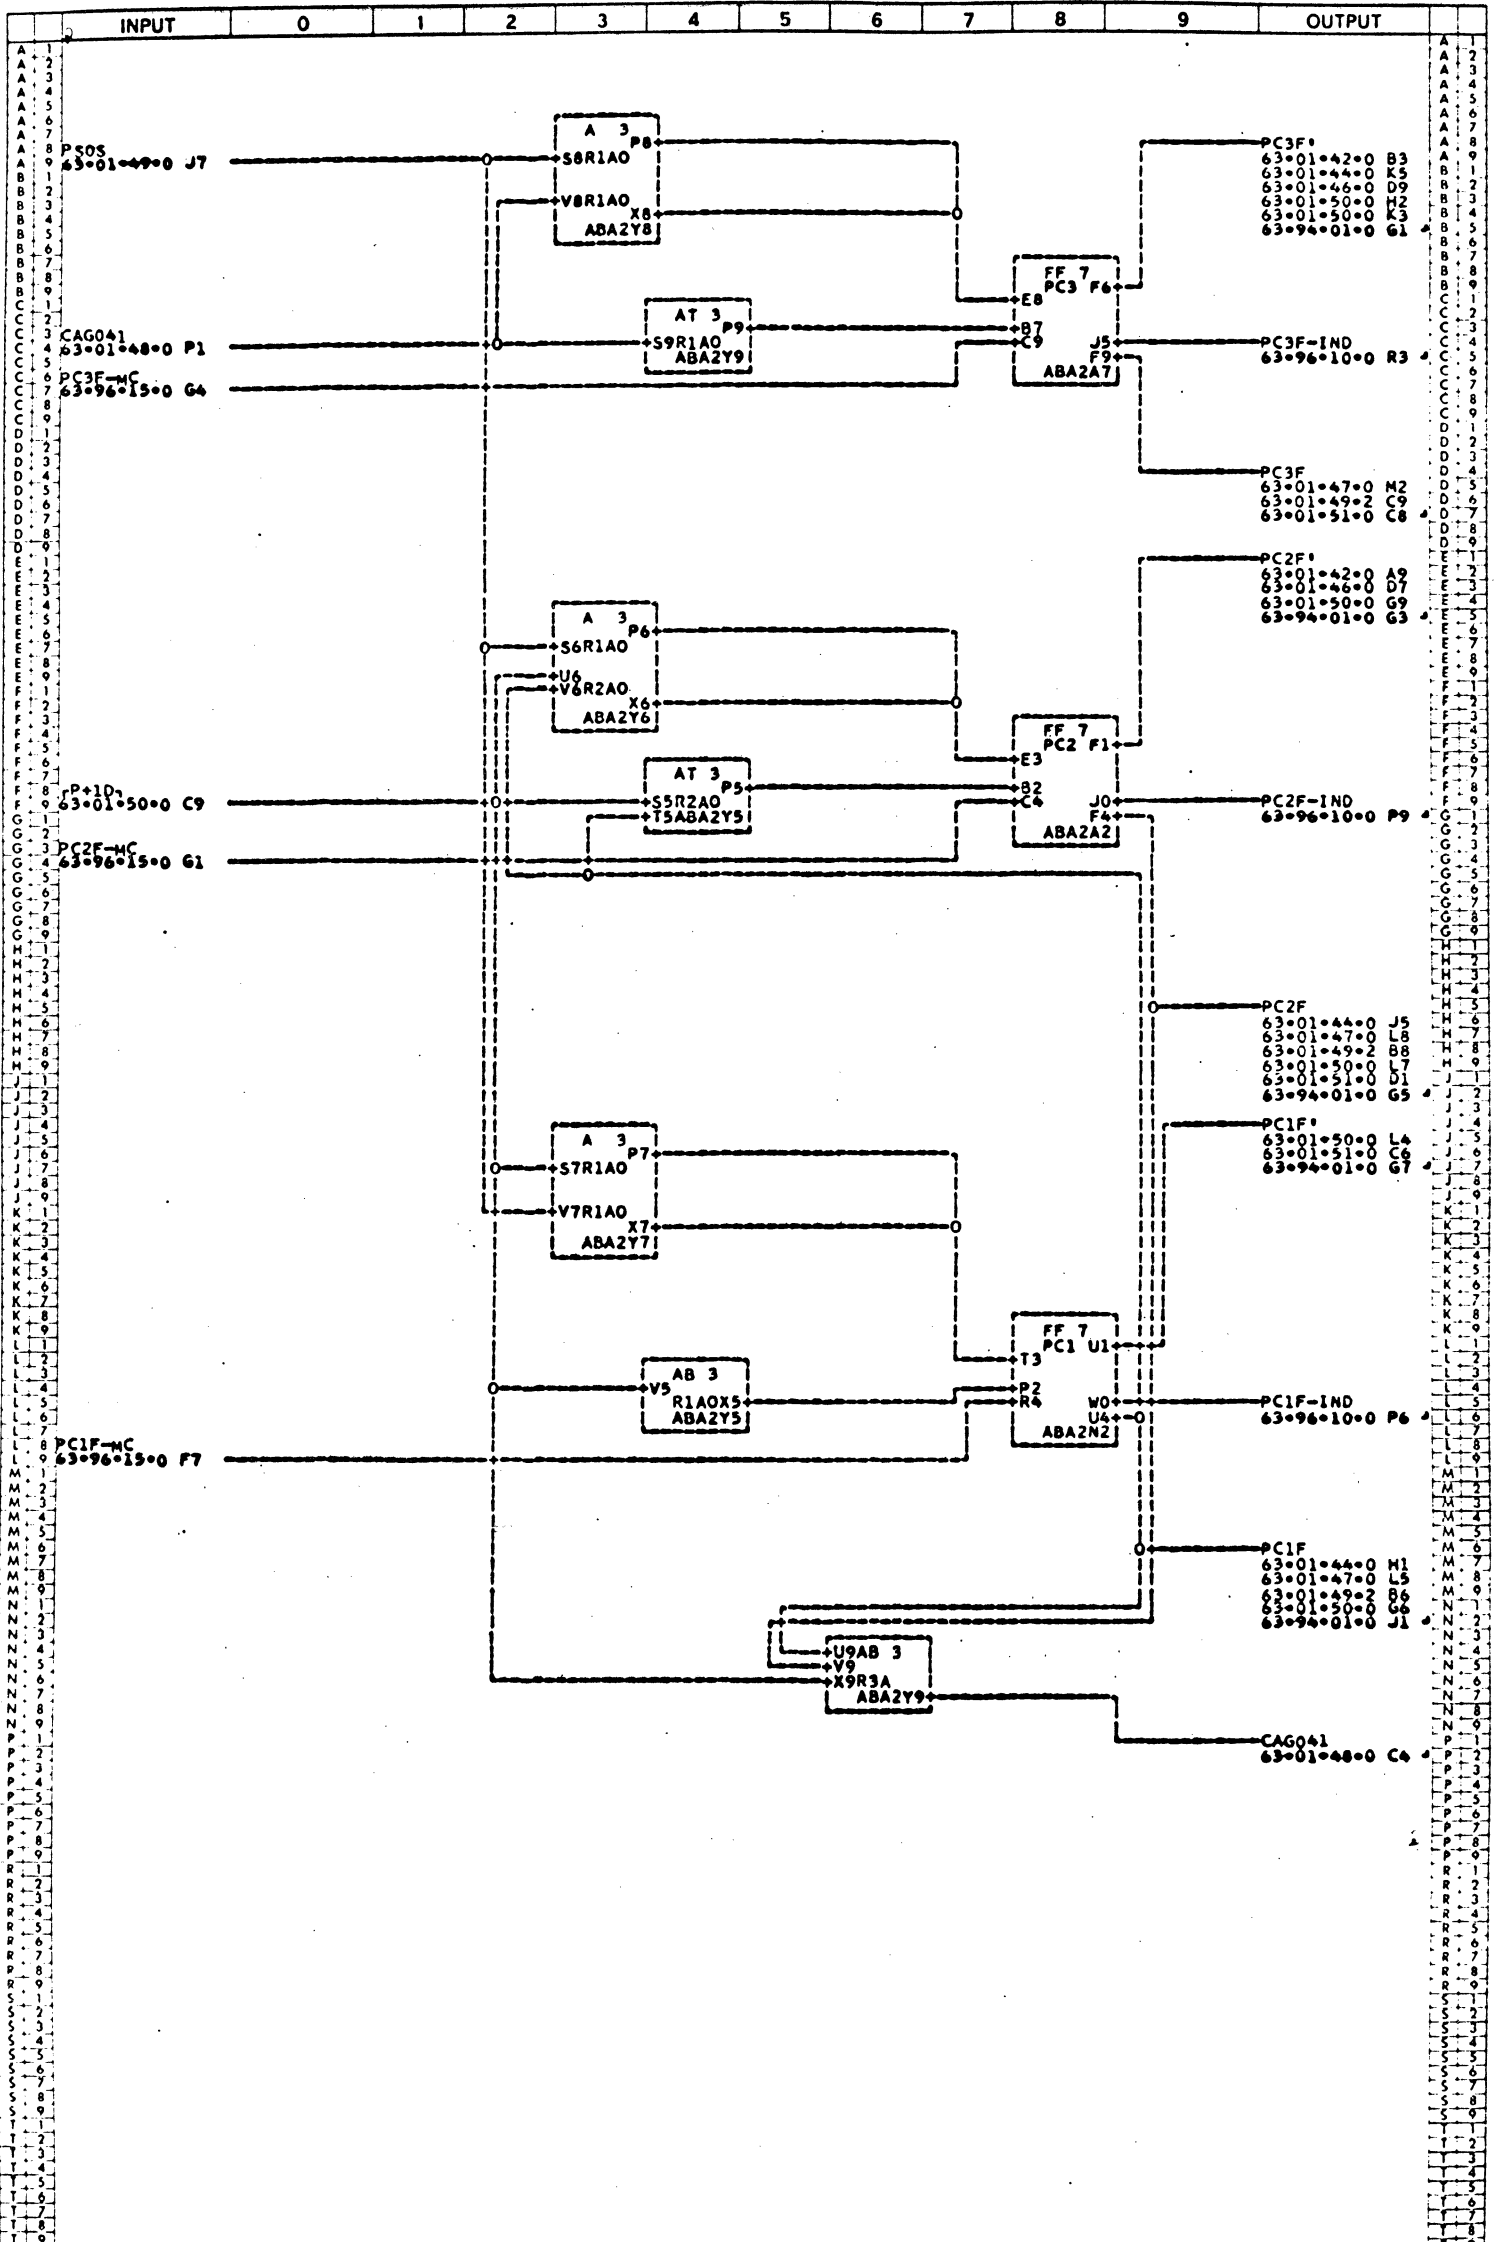 INPUT 0 1 2 3 4 5 6 7 8 9 OUTPUT
PS0S
63•01•49•0 J7
A 3
P8
S8R1A0
V8R1A0
X8
ABA2Y8
PC3F'
63•01•42•0 B3
63•01•44•0 K5
63•01•46•0 D9
63•01•50•0 H2
63•01•50•0 K3
63•94•01•0 G1
FF 7
PC3 F6
E8
B7
C9 J5
F9
ABA2A7
CAG041
63•01•48•0 P1
AT 3
P9
S9R1A0
ABA2Y9
PC3F-IND
63•96•10•0 R3
PC3F-MC
63•96•15•0 G4
PC3F
63•01•47•0 M2
63•01•49•2 C9
63•01•51•0 C8
PC2F'
63•01•42•0 A9
63•01•46•0 D7
63•01•50•0 G9
63•94•01•0 G3
A 3
P6
S6R1A0
U6
V6R2A0
X6
ABA2Y6
FF 7
PC2 F1
E3
B2
C4 J0
F4
ABA2A2
AT 3
P5
S5R2A0
T5ABA2Y5
┌P+1D┐
63•01•50•0 C9
PC2F-IND
63•96•10•0 P9
PC2F-MC
63•96•15•0 G1
PC2F
63•01•44•0 J5
63•01•47•0 L8
63•01•49•2 B8
63•01•50•0 L7
63•01•51•0 D1
63•94•01•0 G5
PC1F'
63•01•50•0 L4
63•01•51•0 C6
63•94•01•0 G7
A 3
P7
S7R1A0
V7R1A0
X7
ABA2Y7
FF 7
PC1 U1
T3
P2
R4 W0
U4
ABA2N2
AB 3
V5
R1A0X5
ABA2Y5
PC1F-IND
63•96•10•0 P6
PC1F-MC
63•96•15•0 F7
PC1F
63•01•44•0 H1
63•01•47•0 L5
63•01•49•2 B6
63•01•50•0 G6
63•94•01•0 J1
U9AB 3
V9
X9R3A
ABA2Y9
CAG041
63•01•48•0 C4